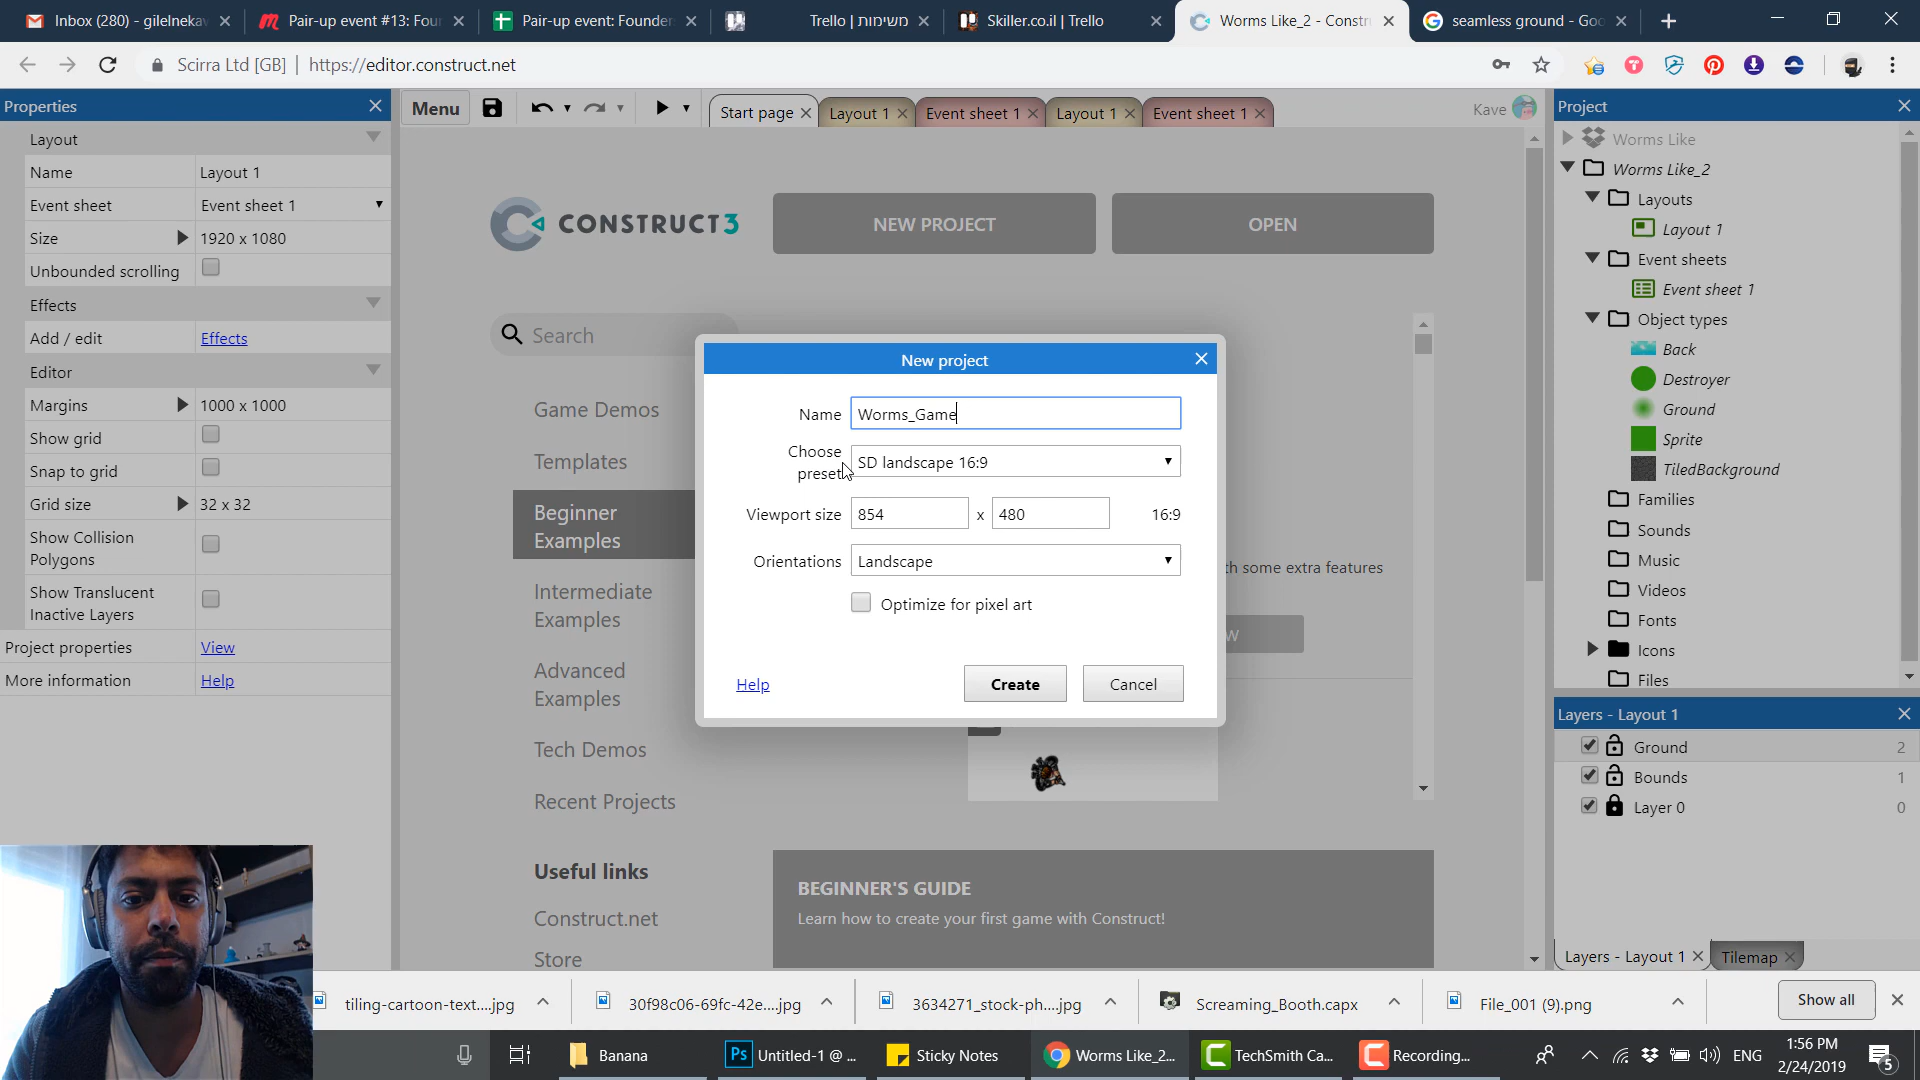 Inbox (280) - gilelnekav
Pair-up event #13: Four
Pair-up event: Founders
משימות | Trello
Skiller.co.il | Trello
Worms Like_2 - Constru
seamless ground - Goo
Scirra Ltd [GB] | https://editor.construct.net
Properties
Layout
Name Layout 1
Event sheet Event sheet 1
Size 1920 x 1080
Unbounded scrolling
Effects
Add / edit Effects
Editor
Margins 1000 x 1000
Show grid
Snap to grid
Grid size 32 x 32
Show Collision
Polygons
Show Translucent
Inactive Layers
Project properties View
More information Help
Menu
Start page
Layout 1
Event sheet 1
Layout 1
Event sheet 1
Kave
CONSTRUCT 3
NEW PROJECT
OPEN
Search
Game Demos
Templates
Beginner
Examples
Intermediate
Examples
Advanced
Examples
Tech Demos
Recent Projects
Useful links
Construct.net
Store
th some extra features
W
BEGINNER'S GUIDE
Learn how to create your first game with Construct!
New project
Name Worms_Game
Choose
preset SD landscape 16:9
Viewport size 854 x 480 16:9
Orientations Landscape
Optimize for pixel art
Help
Create
Cancel
Project
Worms Like
Worms Like_2
Layouts
Layout 1
Event sheets
Event sheet 1
Object types
Back
Destroyer
Ground
Sprite
TiledBackground
Families
Sounds
Music
Videos
Fonts
Icons
Files
Layers - Layout 1
Ground 2
Bounds 1
Layer 0 0
Layers - Layout 1
Tilemap
tiling-cartoon-text....jpg
30f98c06-69fc-42e....jpg
3634271_stock-ph....jpg
Screaming_Booth.capx
File_001 (9).png
Show all
Banana
Ps
Untitled-1 @ ...
Sticky Notes
Worms Like_2...
TechSmith Ca...
Recording...
ENG
1:56 PM
2/24/2019
5